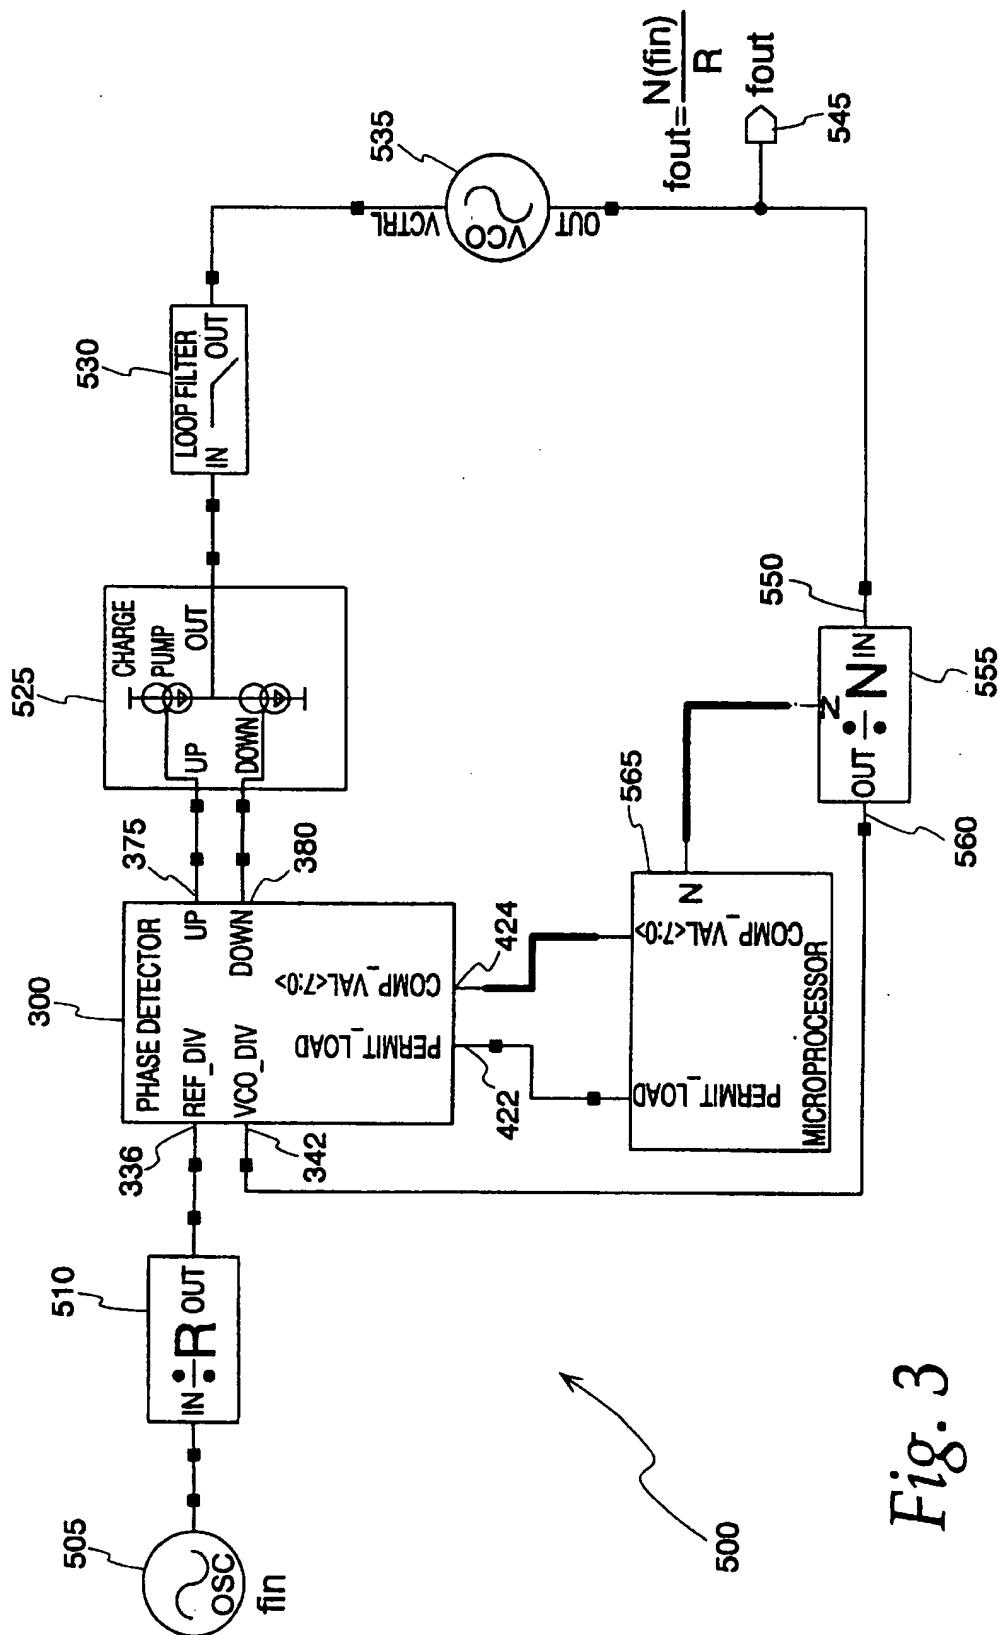 505
OSC
fin
510
IN ÷R OUT
336
342
300
PHASE DETECTOR
REF_DIV
VCO_DIV
UP
DOWN
PERMIT_LOAD
COMP_VAL<7:0>
375
380
422
424
525
CHARGE
PUMP
UP
DOWN
OUT
530
LOOP FILTER
IN
OUT
535
VCTRL
VCO
OUT
fout=N(fin)
R
fout
545
550
555
OUT ÷N IN
N
560
565
N
COMP_VAL<7:0>
PERMIT_LOAD
MICROPROCESSOR
500
Fig. 3